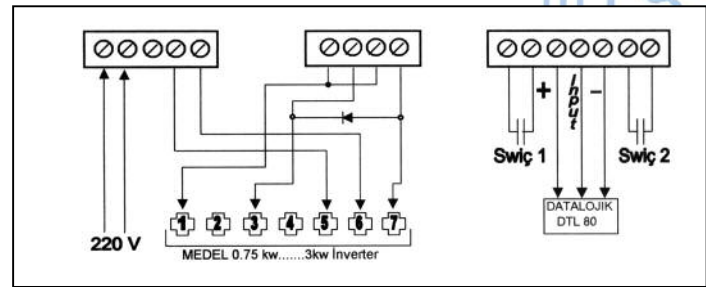 + Input −
Swiç 1 Swiç 2
DATALOJIK
DTL 80
1 2 3 4 5 6 7
220 V
MEDEL 0.75 kw.......3kw İnverter